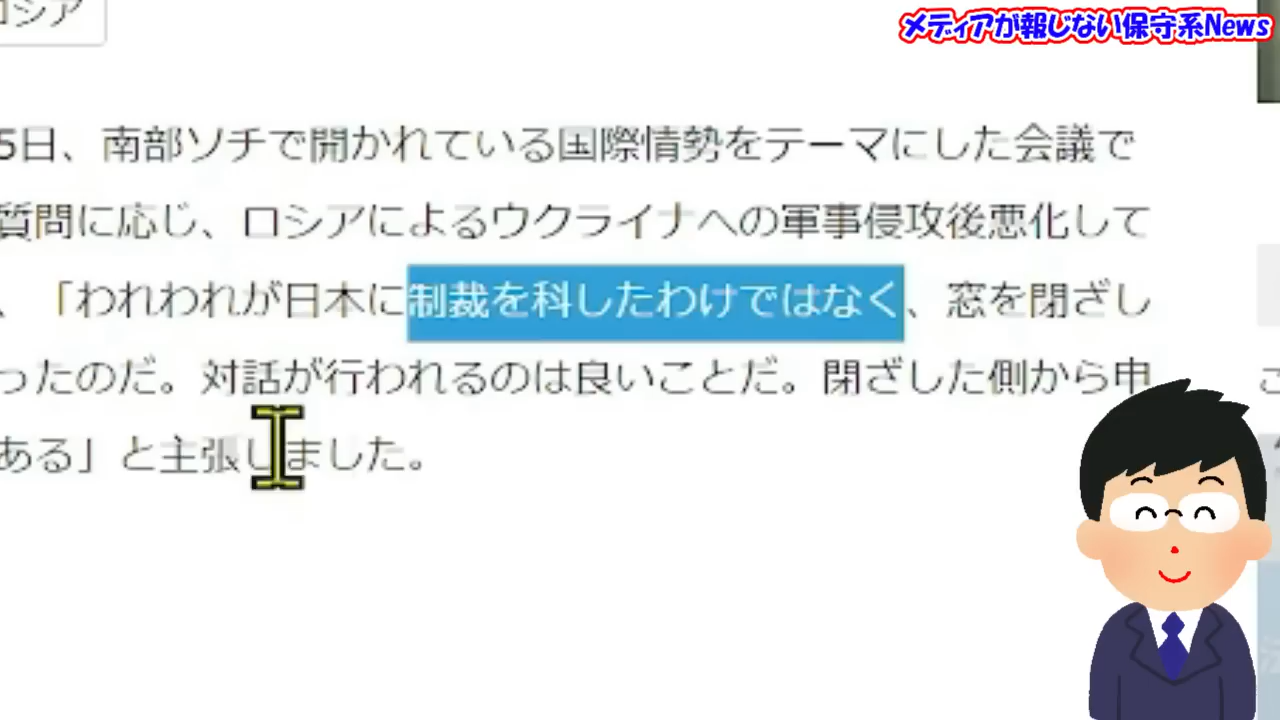 ロシア
メディアが報じない保守系News
5日、南部ソチで開かれている国際情勢をテーマにした会議で
質問に応じ、ロシアによるウクライナへの軍事侵攻後悪化して
、「われわれが日本に制裁を科したわけではなく、窓を閉ざし
ったのだ。対話が行われるのは良いことだ。閉ざした側から申
ある」と主張しました。